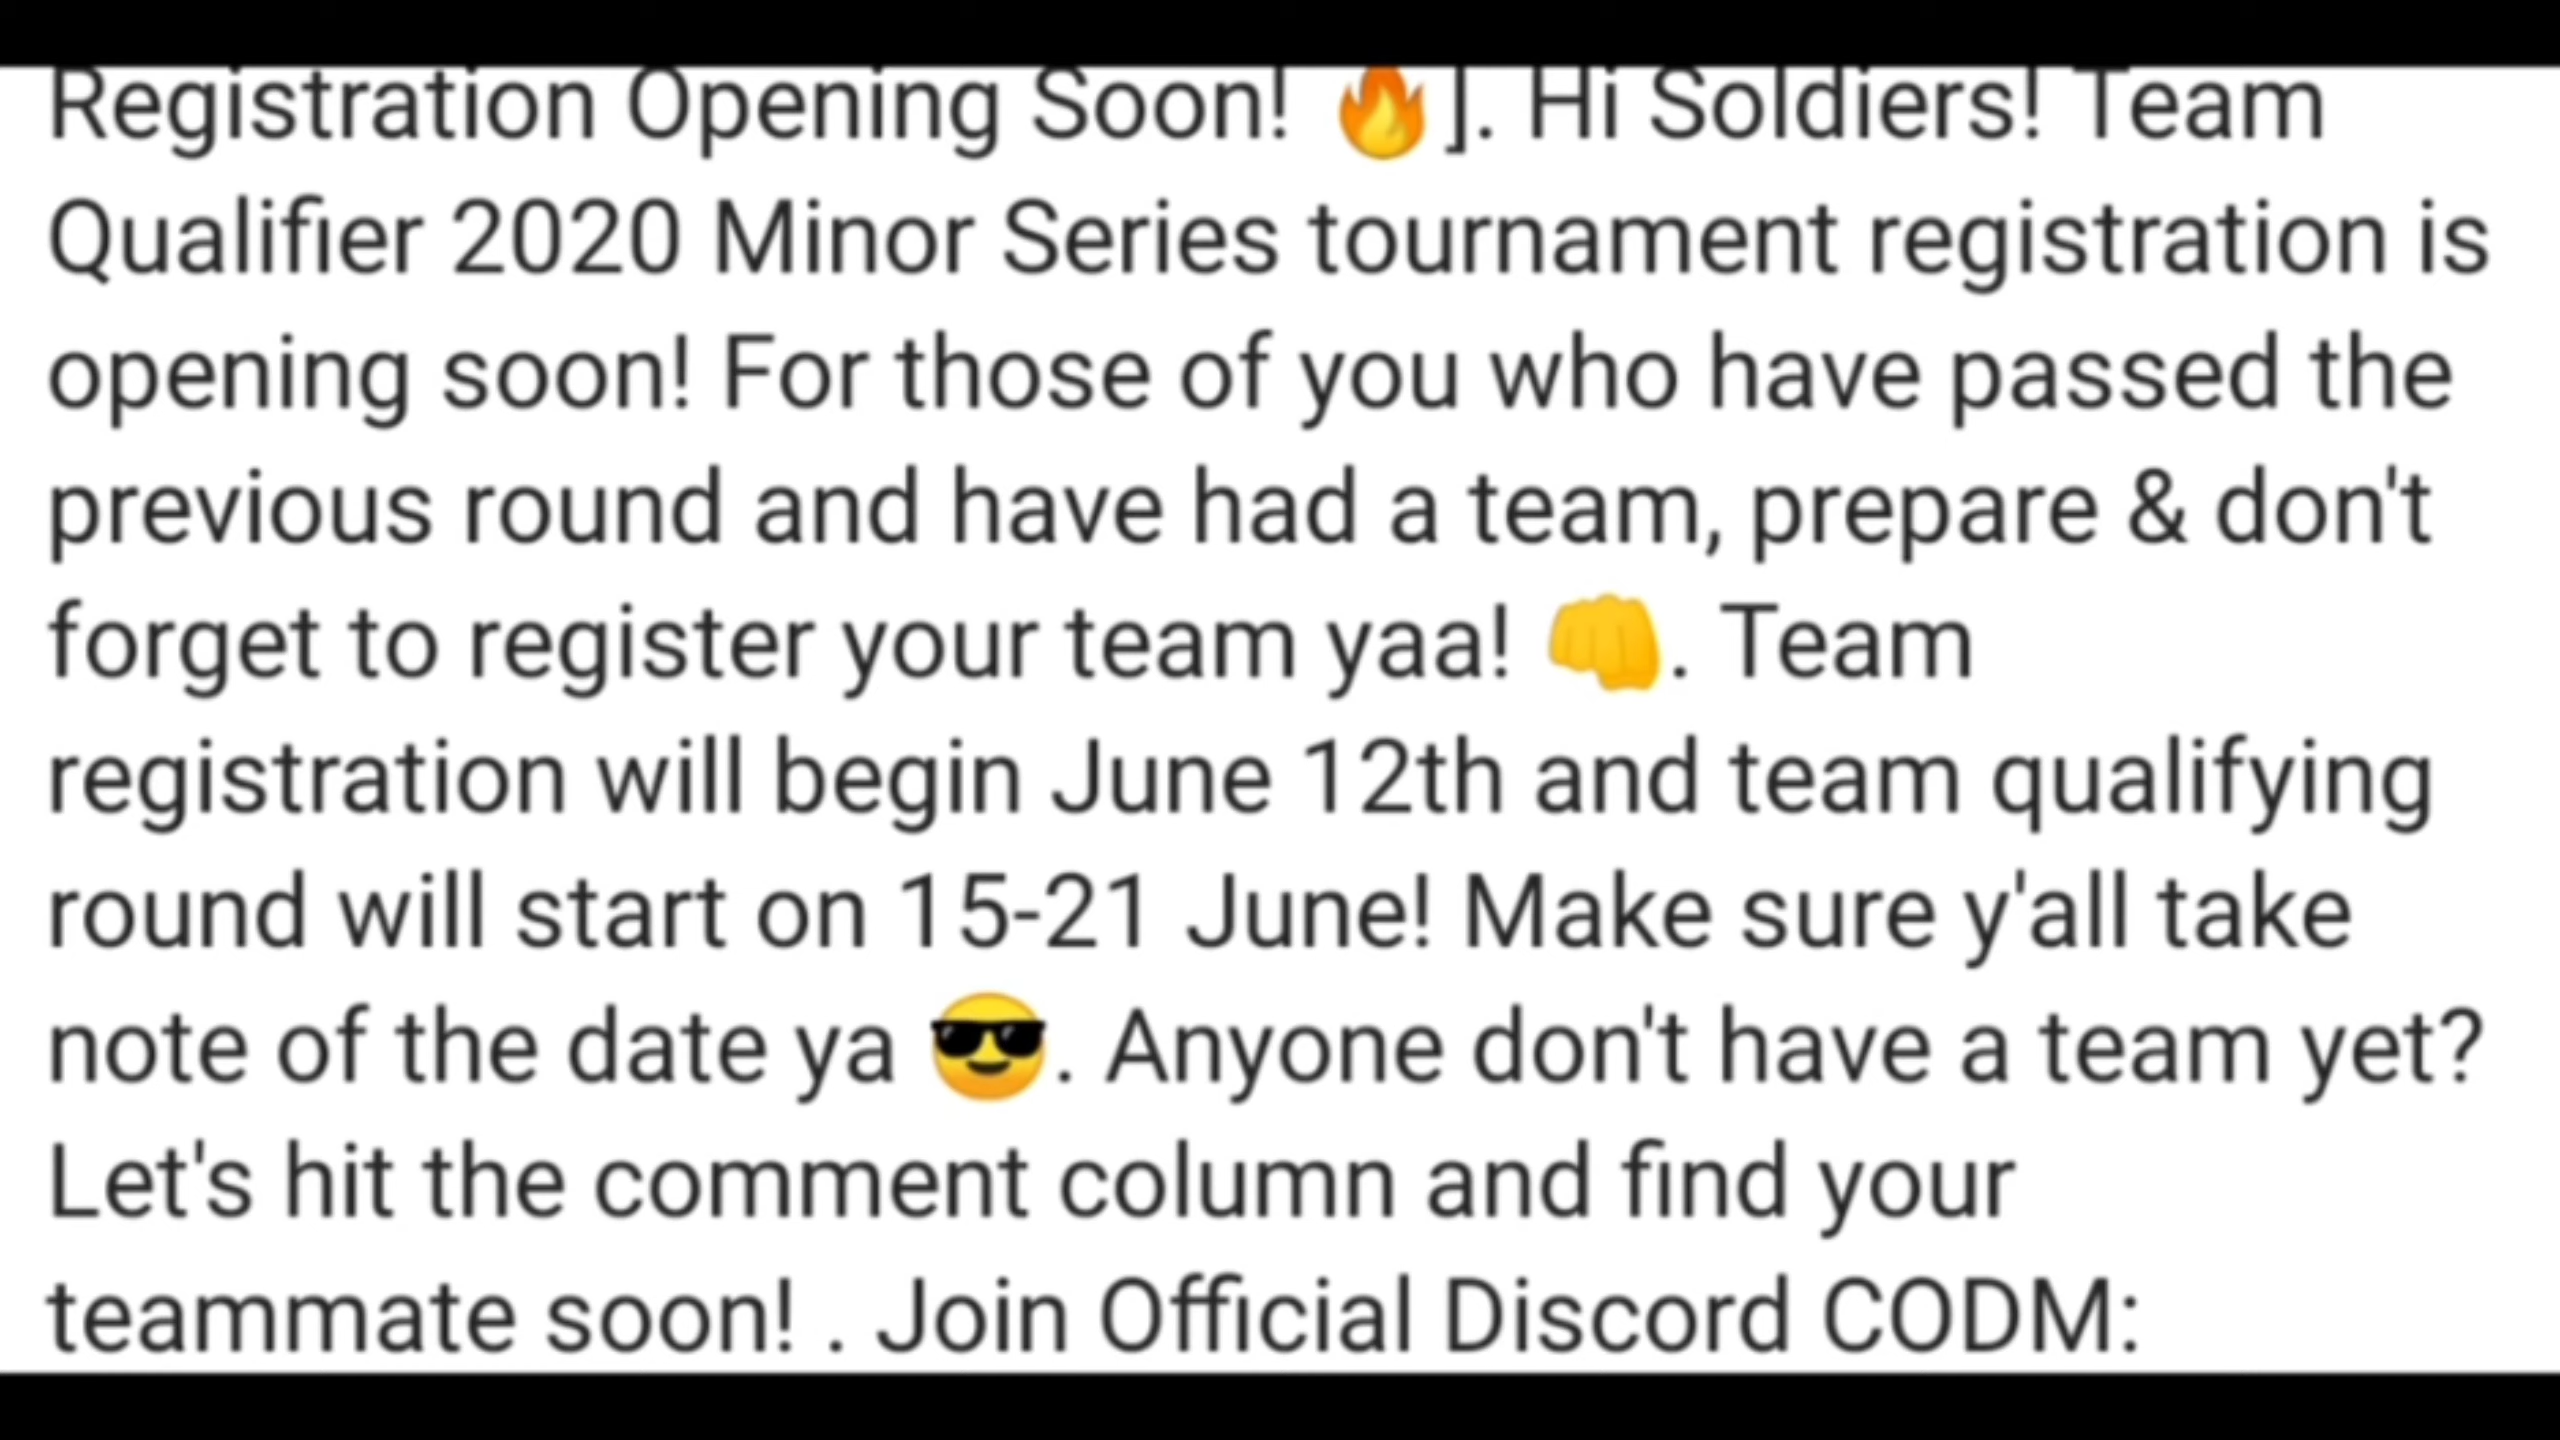 Registration Opening Soon! 🔥]. Hi Soldiers! Team
Qualifier 2020 Minor Series tournament registration is
opening soon! For those of you who have passed the
previous round and have had a team, prepare & don't
forget to register your team yaa! 👊. Team
registration will begin June 12th and team qualifying
round will start on 15-21 June! Make sure y'all take
note of the date ya 😎. Anyone don't have a team yet?
Let's hit the comment column and find your
teammate soon! . Join Official Discord CODM: